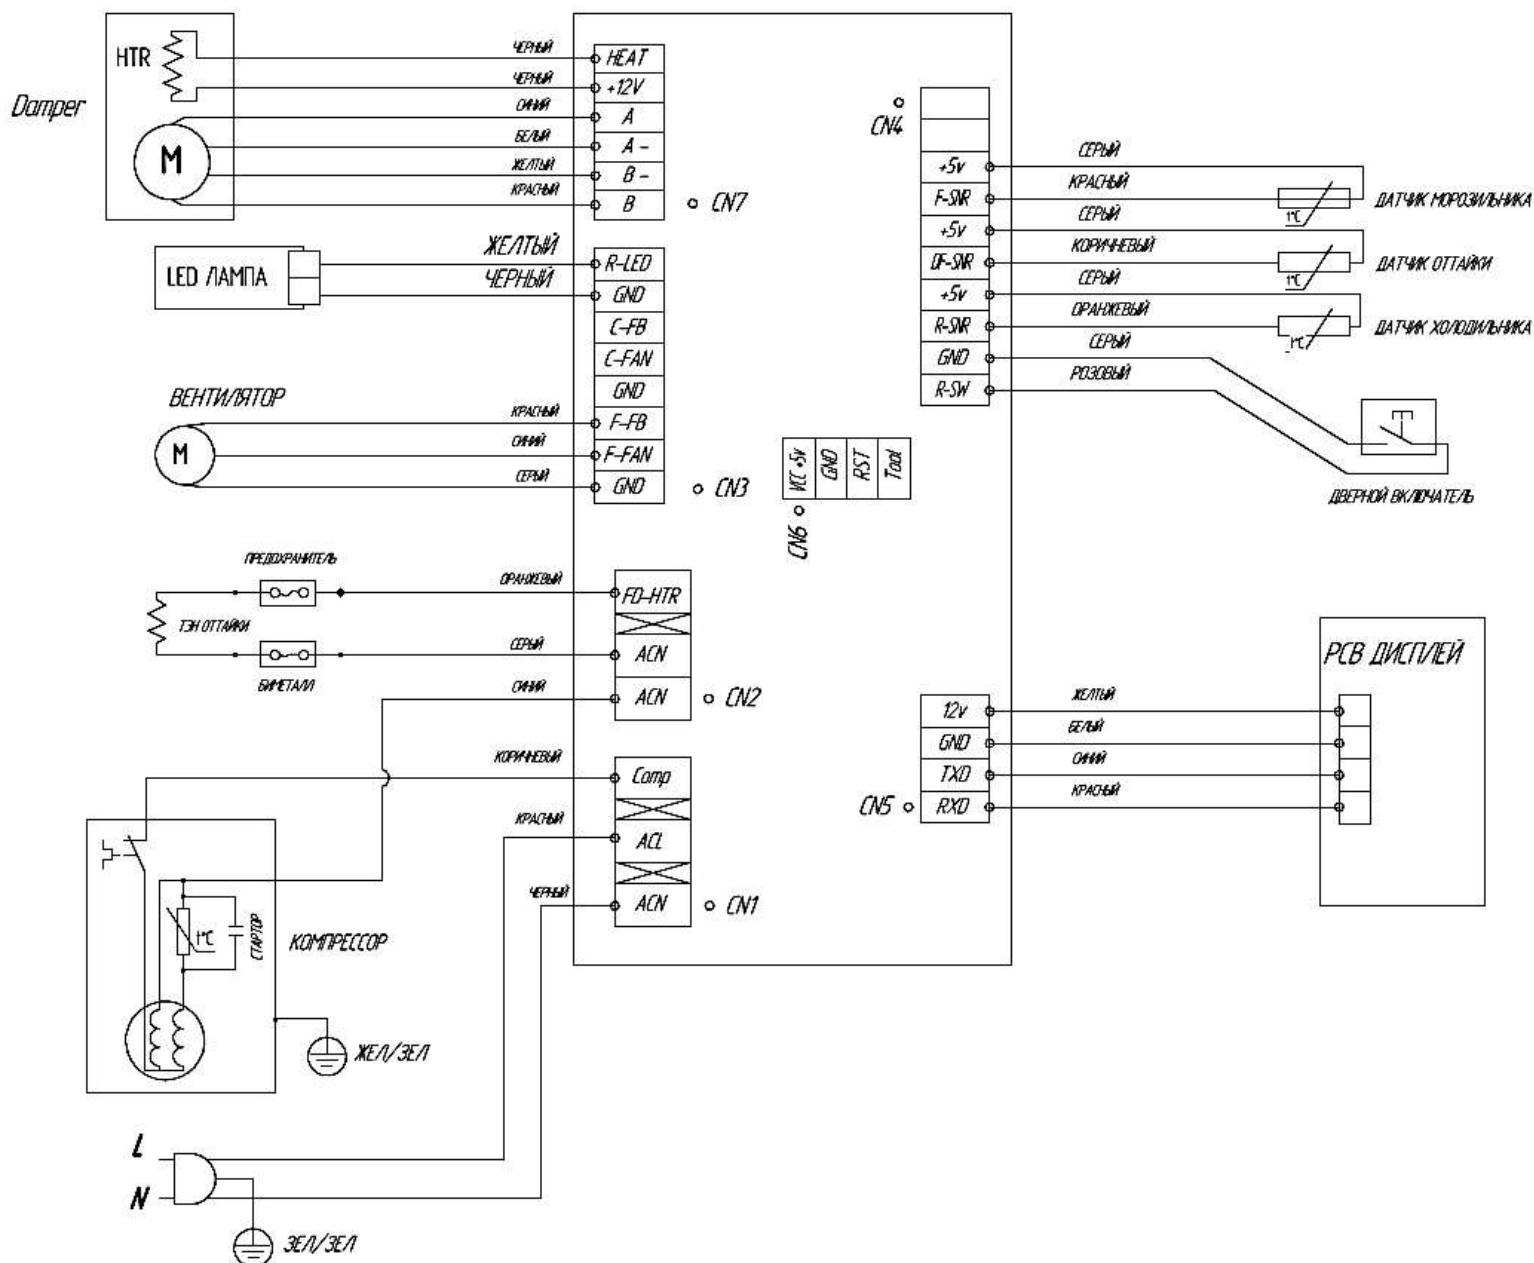 Damper
HTR
M
ЧЕРНЫЙ
HEAT
ЧЕРНЫЙ
+12V
СИНИЙ
A
БЕЛЫЙ
A -
ЖЕЛТЫЙ
B -
КРАСНЫЙ
B
CN7
LED ЛАМПА
ЖЕЛТЫЙ
R-LED
ЧЕРНЫЙ
GND
C-FB
C-FAN
GND
ВЕНТИЛЯТОР
M
КРАСНЫЙ
F-FB
СИНИЙ
F-FAN
СЕРЫЙ
GND
CN3
ПРЕДОХРАНИТЕЛЬ
ОРАНЖЕВЫЙ
FD-HTR
ТЭН ОТТАЙКИ
СЕРЫЙ
ACN
БИМЕТАЛЛ
СИНИЙ
ACN
CN2
КОРИЧНЕВЫЙ
Comp
КРАСНЫЙ
ACL
ЧЕРНЫЙ
ACN
CN1
t°C
СТАРТОР
КОМПРЕССОР
ЖЕЛ/ЗЕЛ
L
N
ЗЕЛ/ЗЕЛ
CN4
+5v
СЕРЫЙ
F-SNR
КРАСНЫЙ
t°C
ДАТЧИК МОРОЗИЛЬНИКА
+5v
СЕРЫЙ
DF-SNR
КОРИЧНЕВЫЙ
t°C
ДАТЧИК ОТТАЙКИ
+5v
СЕРЫЙ
R-SNR
ОРАНЖЕВЫЙ
t°C
ДАТЧИК ХОЛОДИЛЬНИКА
GND
СЕРЫЙ
R-SW
РОЗОВЫЙ
ДВЕРНОЙ ВКЛЮЧАТЕЛЬ
VCC +5v
GND
RST
Tool
CN6
PCB ДИСПЛЕЙ
12v
ЖЕЛТЫЙ
GND
БЕЛЫЙ
TXD
СИНИЙ
CN5
RXD
КРАСНЫЙ